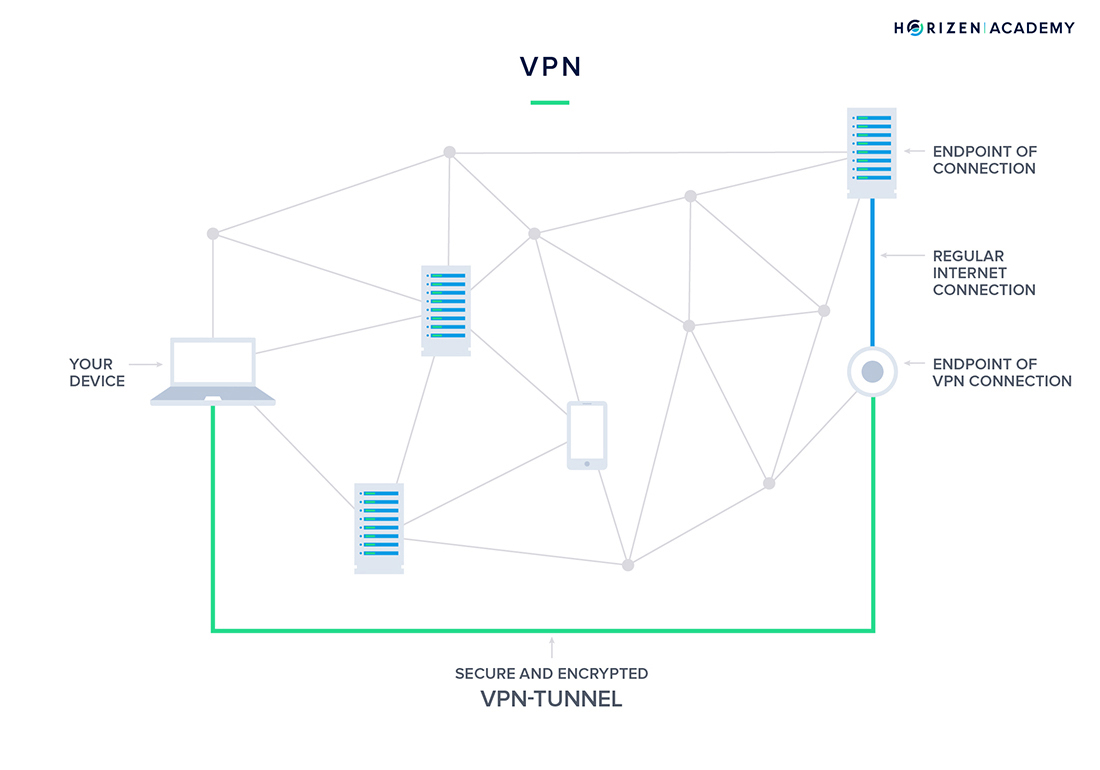 HORIZEN|ACADEMY
VPN
ENDPOINT OF
CONNECTION
REGULAR
INTERNET
CONNECTION
YOUR
DEVICE
ENDPOINT OF
VPN CONNECTION
SECURE AND ENCRYPTED
VPN-TUNNEL